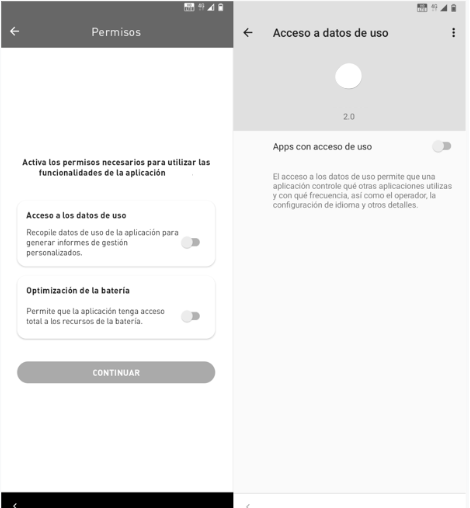 Permisos
Activa los permisos necesarios para utilizar las
funcionalidades de la aplicación
Acceso a los datos de uso
Recopile datos de uso de la aplicación para
generar informes de gestión
personalizados.
Optimización de la batería
Permite que la aplicación tenga acceso
total a los recursos de la batería.
CONTINUAR
Acceso a datos de uso
2.0
Apps con acceso de uso
El acceso a los datos de uso permite que una
aplicación controle qué otras aplicaciones utilizas
y con qué frecuencia, así como el operador, la
configuración de idioma y otros detalles.